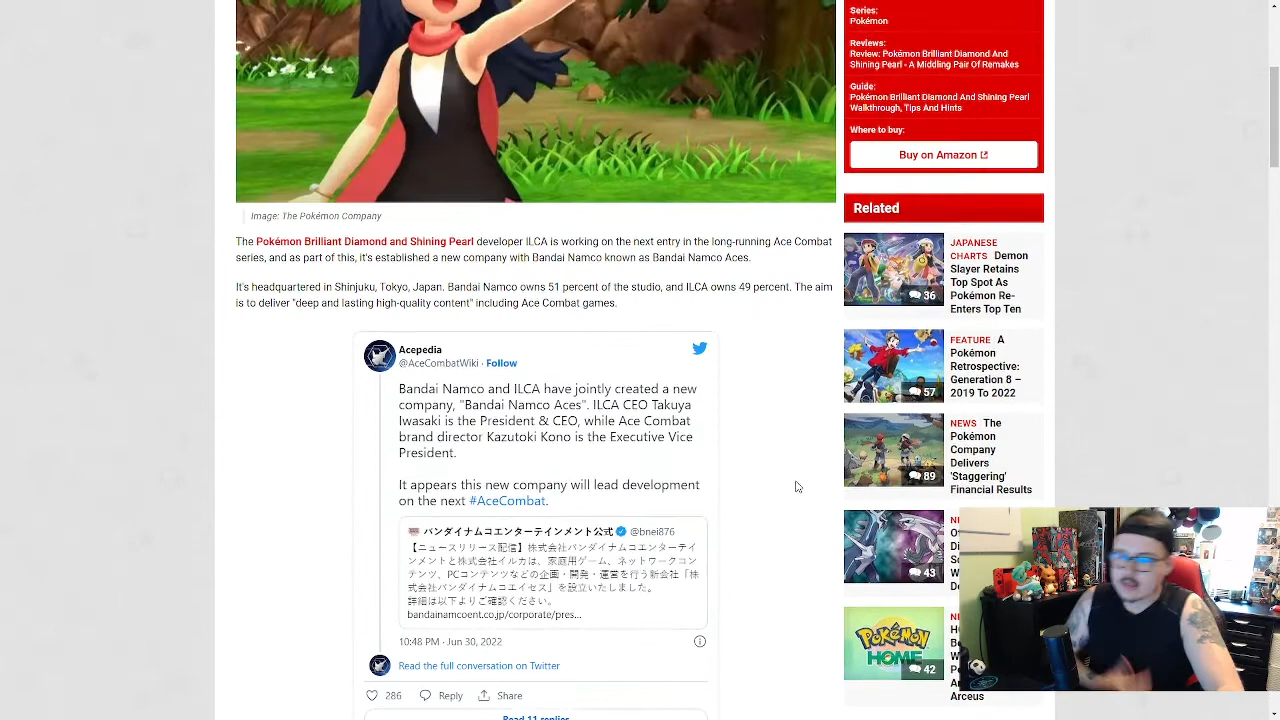 Series:
Pokémon
Reviews:
Review: Pokémon Brilliant Diamond And
Shining Pearl - A Middling Pair Of Remakes
Guide:
Pokémon Brilliant Diamond And Shining Pearl
Walkthrough, Tips And Hints
Where to buy:
Buy on Amazon
Image: The Pokémon Company
The Pokémon Brilliant Diamond and Shining Pearl developer ILCA is working on the next entry in the long-running Ace Combat
series, and as part of this, it's established a new company with Bandai Namco known as Bandai Namco Aces.
It's headquartered in Shinjuku, Tokyo, Japan. Bandai Namco owns 51 percent of the studio, and ILCA owns 49 percent. The aim
is to deliver "deep and lasting high-quality content" including Ace Combat games.
Acepedia
@AceCombatWiki · Follow
Bandai Namco and ILCA have jointly created a new
company, "Bandai Namco Aces". ILCA CEO Takuya
Iwasaki is the President & CEO, while Ace Combat
brand director Kazutoki Kono is the Executive Vice
President.
It appears this new company will lead development
on the next #AceCombat.
バンダイナムコエンターテインメント公式 @bnei876
【ニュースリリース配信】株式会社バンダイナムコエンターテイ
ンメントと株式会社イルカは、家庭用ゲーム、ネットワークコン
テンツ、PCコンテンツなどの企画・開発・運営を行う新会社「株
式会社バンダイナムコエイセス」を設立いたしました。
詳細は以下よりご確認ください。
bandainamcoent.co.jp/corporate/pres...
10:48 PM · Jun 30, 2022
Read the full conversation on Twitter
286 Reply Share
Read 11 replies
Related
JAPANESE
CHARTS Demon
Slayer Retains
Top Spot As
Pokémon Re-
Enters Top Ten
36
FEATURE A
Pokémon
Retrospective:
Generation 8 –
2019 To 2022
57
NEWS The
Pokémon
Company
Delivers
'Staggering'
Financial Results
89
43
POKÉMON
HOME
42
Arceus